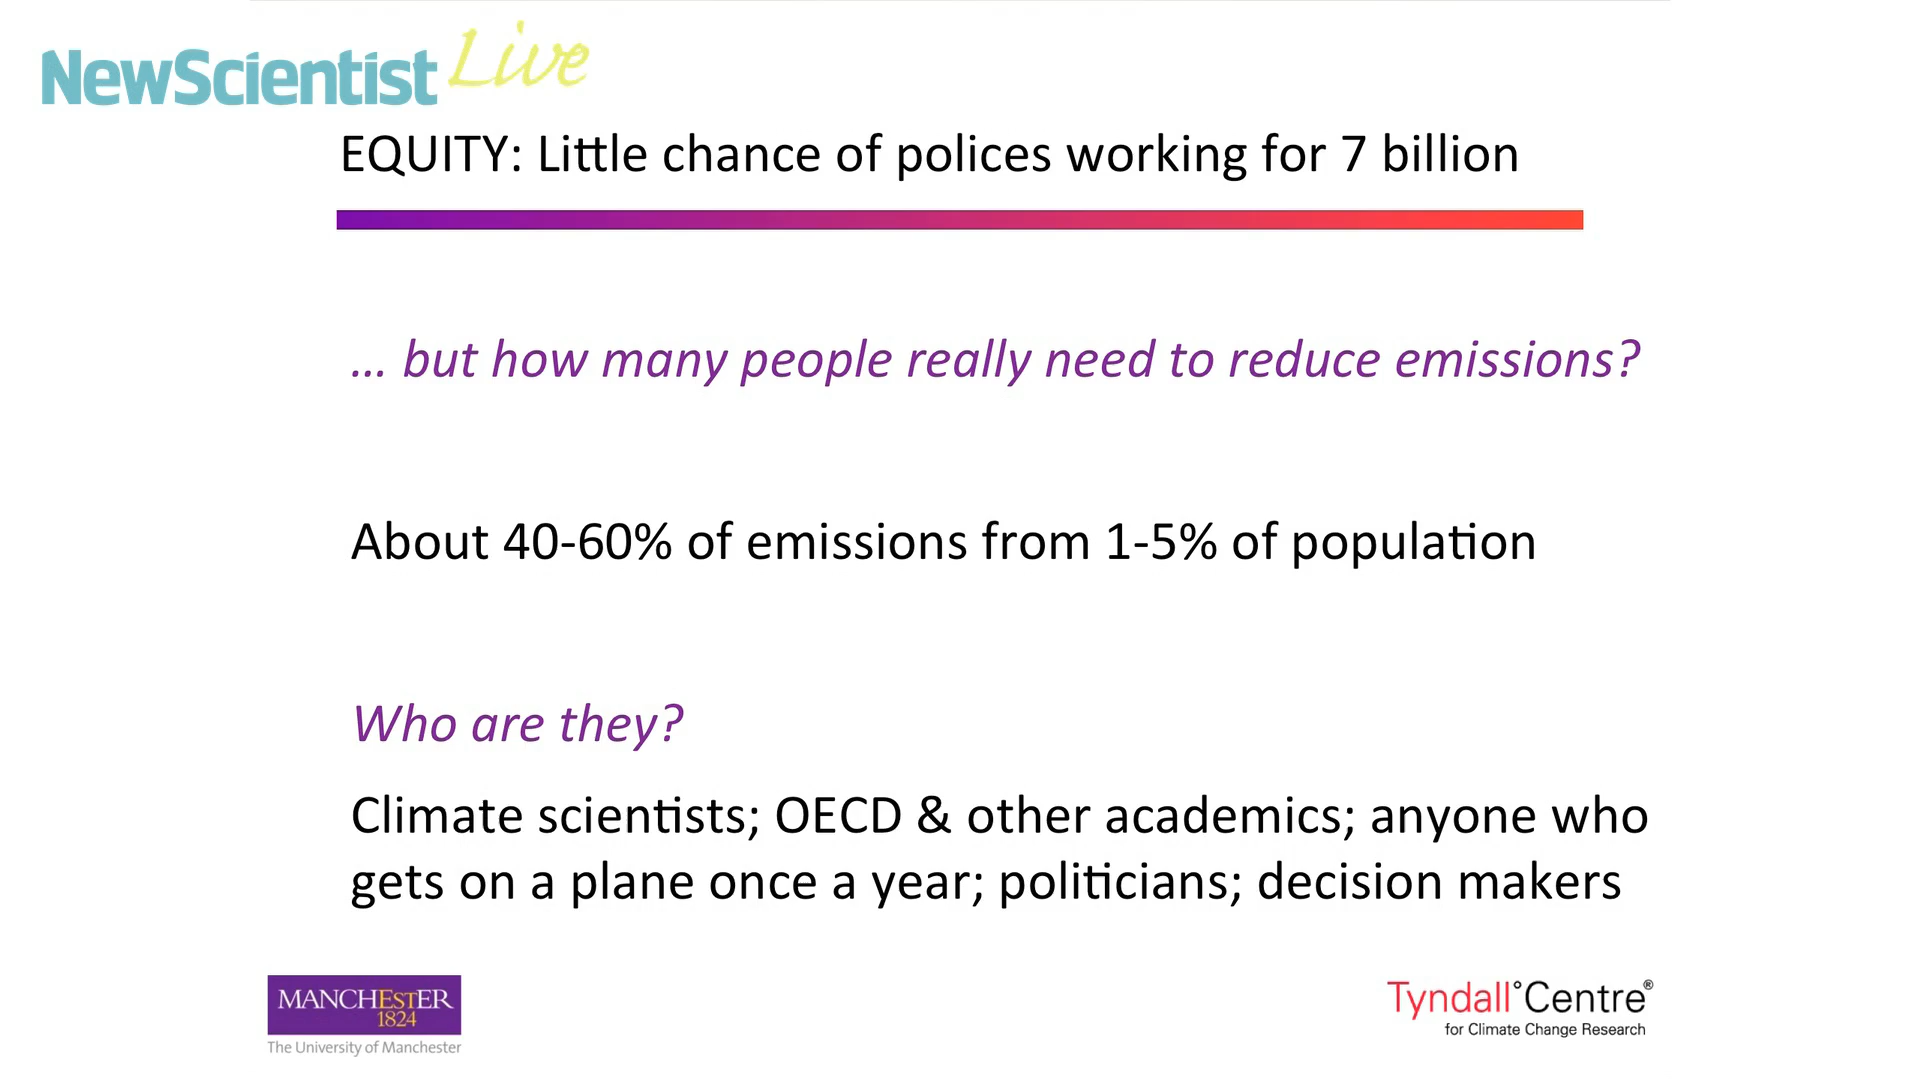 NewScientist Live
EQUITY: Little chance of polices working for 7 billion
... but how many people really need to reduce emissions?
About 40-60% of emissions from 1-5% of population
Who are they?
Climate scientists; OECD & other academics; anyone who
gets on a plane once a year; politicians; decision makers
MANCHEsTER
1824
The University of Manchester
Tyndall°Centre®
for Climate Change Research